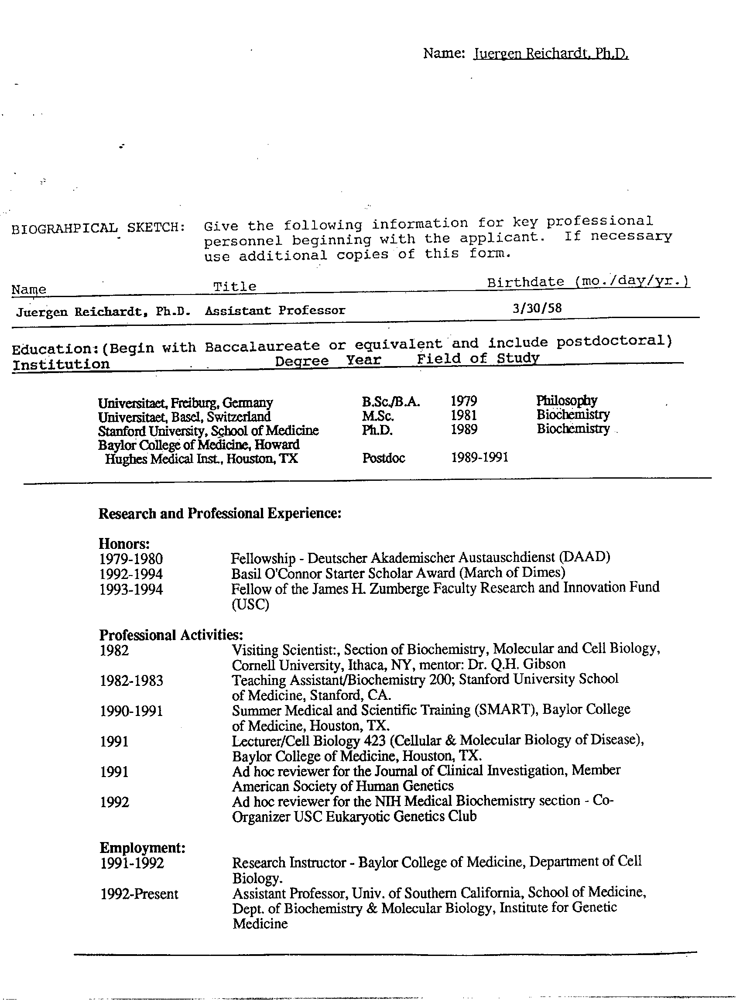 Name: Juergen Reichardt, Ph.D.
BIOGRAHPICAL SKETCH: Give the following information for key professional
personnel beginning with the applicant. If necessary
use additional copies of this form.
Name Title Birthdate (mo./day/yr.)
Juergen Reichardt, Ph.D. Assistant Professor 3/30/58
Education:(Begin with Baccalaureate or equivalent and include postdoctoral)
Institution Degree Year Field of Study
Universitaet, Freiburg, Germany B.Sc./B.A. 1979 Philosophy
Universitaet, Basel, Switzerland M.Sc. 1981 Biochemistry
Stanford University, School of Medicine Ph.D. 1989 Biochemistry
Baylor College of Medicine, Howard
Hughes Medical Inst., Houston, TX Postdoc 1989-1991
Research and Professional Experience:
Honors:
1979-1980 Fellowship - Deutscher Akademischer Austauschdienst (DAAD)
1992-1994 Basil O'Connor Starter Scholar Award (March of Dimes)
1993-1994 Fellow of the James H. Zumberge Faculty Research and Innovation Fund
(USC)
Professional Activities:
1982 Visiting Scientist:, Section of Biochemistry, Molecular and Cell Biology,
Cornell University, Ithaca, NY, mentor: Dr. Q.H. Gibson
1982-1983 Teaching Assistant/Biochemistry 200; Stanford University School
of Medicine, Stanford, CA.
1990-1991 Summer Medical and Scientific Training (SMART), Baylor College
of Medicine, Houston, TX.
1991 Lecturer/Cell Biology 423 (Cellular & Molecular Biology of Disease),
Baylor College of Medicine, Houston, TX.
1991 Ad hoc reviewer for the Journal of Clinical Investigation, Member
American Society of Human Genetics
1992 Ad hoc reviewer for the NIH Medical Biochemistry section - Co-
Organizer USC Eukaryotic Genetics Club
Employment:
1991-1992 Research Instructor - Baylor College of Medicine, Department of Cell
Biology.
1992-Present Assistant Professor, Univ. of Southern California, School of Medicine,
Dept. of Biochemistry & Molecular Biology, Institute for Genetic
Medicine